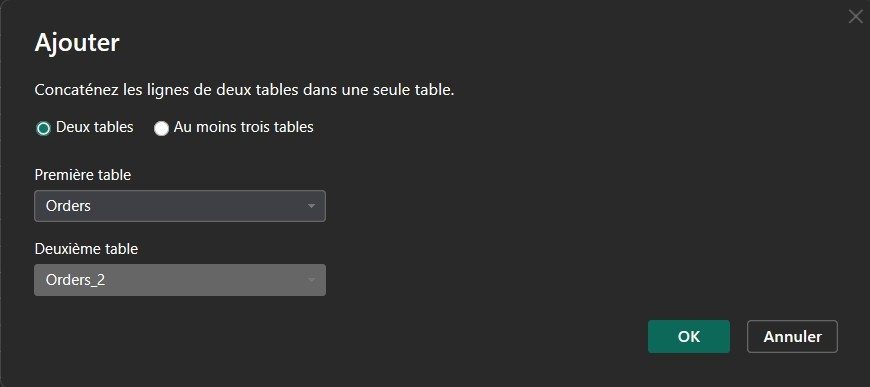 Ajouter
Concaténez les lignes de deux tables dans une seule table.
Deux tables Au moins trois tables
Première table
Orders
Deuxième table
Orders_2
OK Annuler